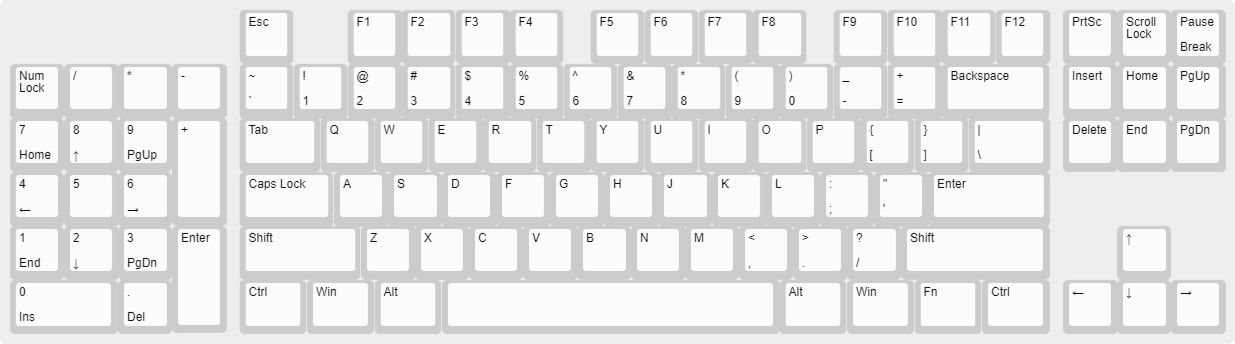 Esc F1 F2 F3 F4 F5 F6 F7 F8 F9 F10 F11 F12 PrtSc Scroll Lock Pause Break
Num Lock / * - ~ ` ! 1 @ 2 # 3 $ 4 % 5 ^ 6 & 7 * 8 ( 9 ) 0 _ - + = Backspace Insert Home PgUp
7 Home 8 ↑ 9 PgUp + Tab Q W E R T Y U I O P { [ } ] | \ Delete End PgDn
4 ← 5 6 → Caps Lock A S D F G H J K L : ; " ' Enter
1 End 2 ↓ 3 PgDn Enter Shift Z X C V B N M < , > . ? / Shift ↑
0 Ins . Del Ctrl Win Alt Alt Win Fn Ctrl ← ↓ →